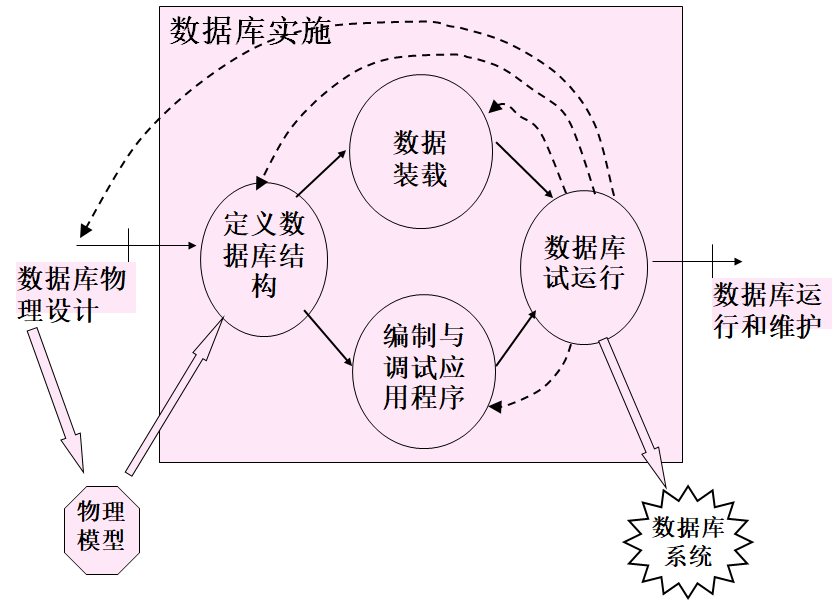 数据库实施
数据
装载
定义数
据库结
构
数据库
试运行
数据库物
理设计
数据库运
行和维护
编制与
调试应
用程序
物理
模型
数据库
系统